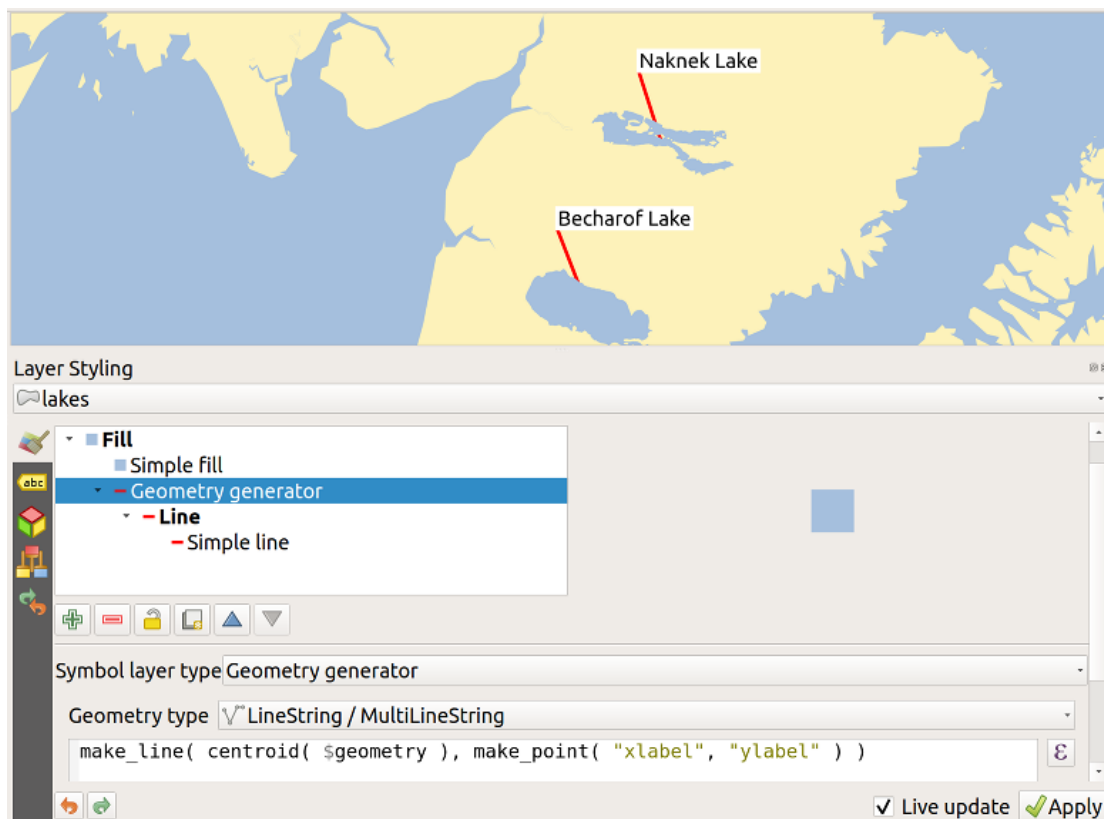 Naknek Lake
Becharof Lake
Layer Styling
lakes
Fill
Simple fill
abc
Geometry generator
Line
Simple line
Symbol layer type Geometry generator
Geometry type LineString / MultiLineString
make_line( centroid( $geometry ), make_point( "xlabel", "ylabel" ) )
ε
Live update Apply